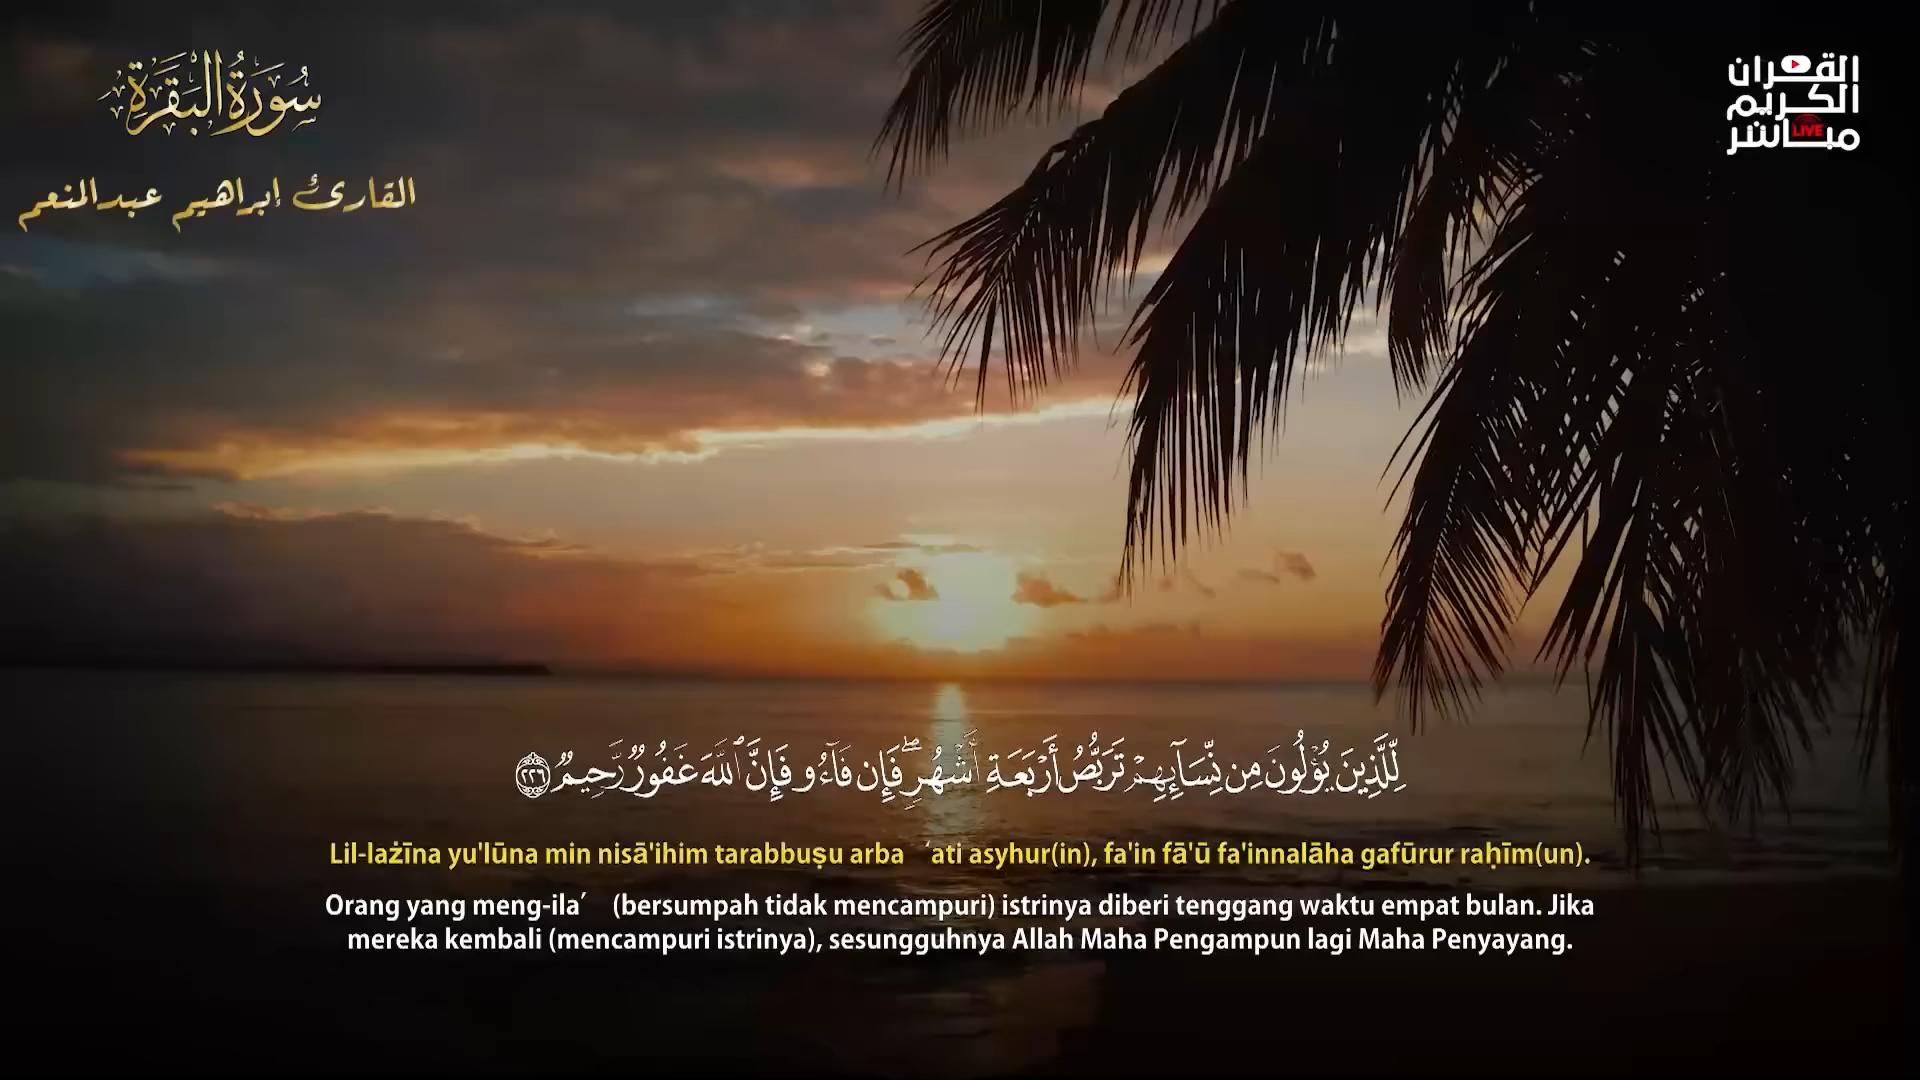 سُورَةُ الْبَقَرَةِ
القارئ إبراهيم عبدالمنعم
القرآن
الكريم
مباشر
LIVE
لِّلَّذِينَ يُؤْلُونَ مِن نِّسَآئِهِمْ تَرَبُّصُ أَرْبَعَةِ أَشْهُرٍ ۖ فَإِن فَآءُو فَإِنَّ ٱللَّهَ غَفُورٌ رَّحِيمٌ ٢٢٦
Lil-lażīna yu'lūna min nisā'ihim tarabbuṣu arba‘ati asyhur(in), fa'in fā'ū fa'innalāha gafūrur raḥīm(un).
Orang yang meng-ila′ (bersumpah tidak mencampuri) istrinya diberi tenggang waktu empat bulan. Jika
mereka kembali (mencampuri istrinya), sesungguhnya Allah Maha Pengampun lagi Maha Penyayang.